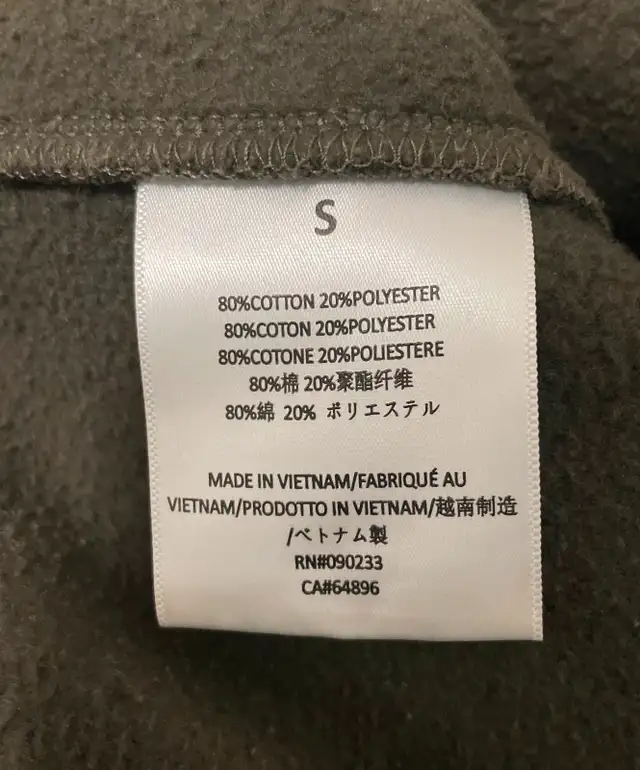 S
80%COTTON 20%POLYESTER
80%COTON 20%POLYESTER
80%COTONE 20%POLIESTERE
80%棉 20%聚酯纤维
80%綿 20% ポリエステル
MADE IN VIETNAM/FABRIQUÉ AU
VIETNAM/PRODOTTO IN VIETNAM/越南制造
/ベトナム製
RN#090233
CA#64896